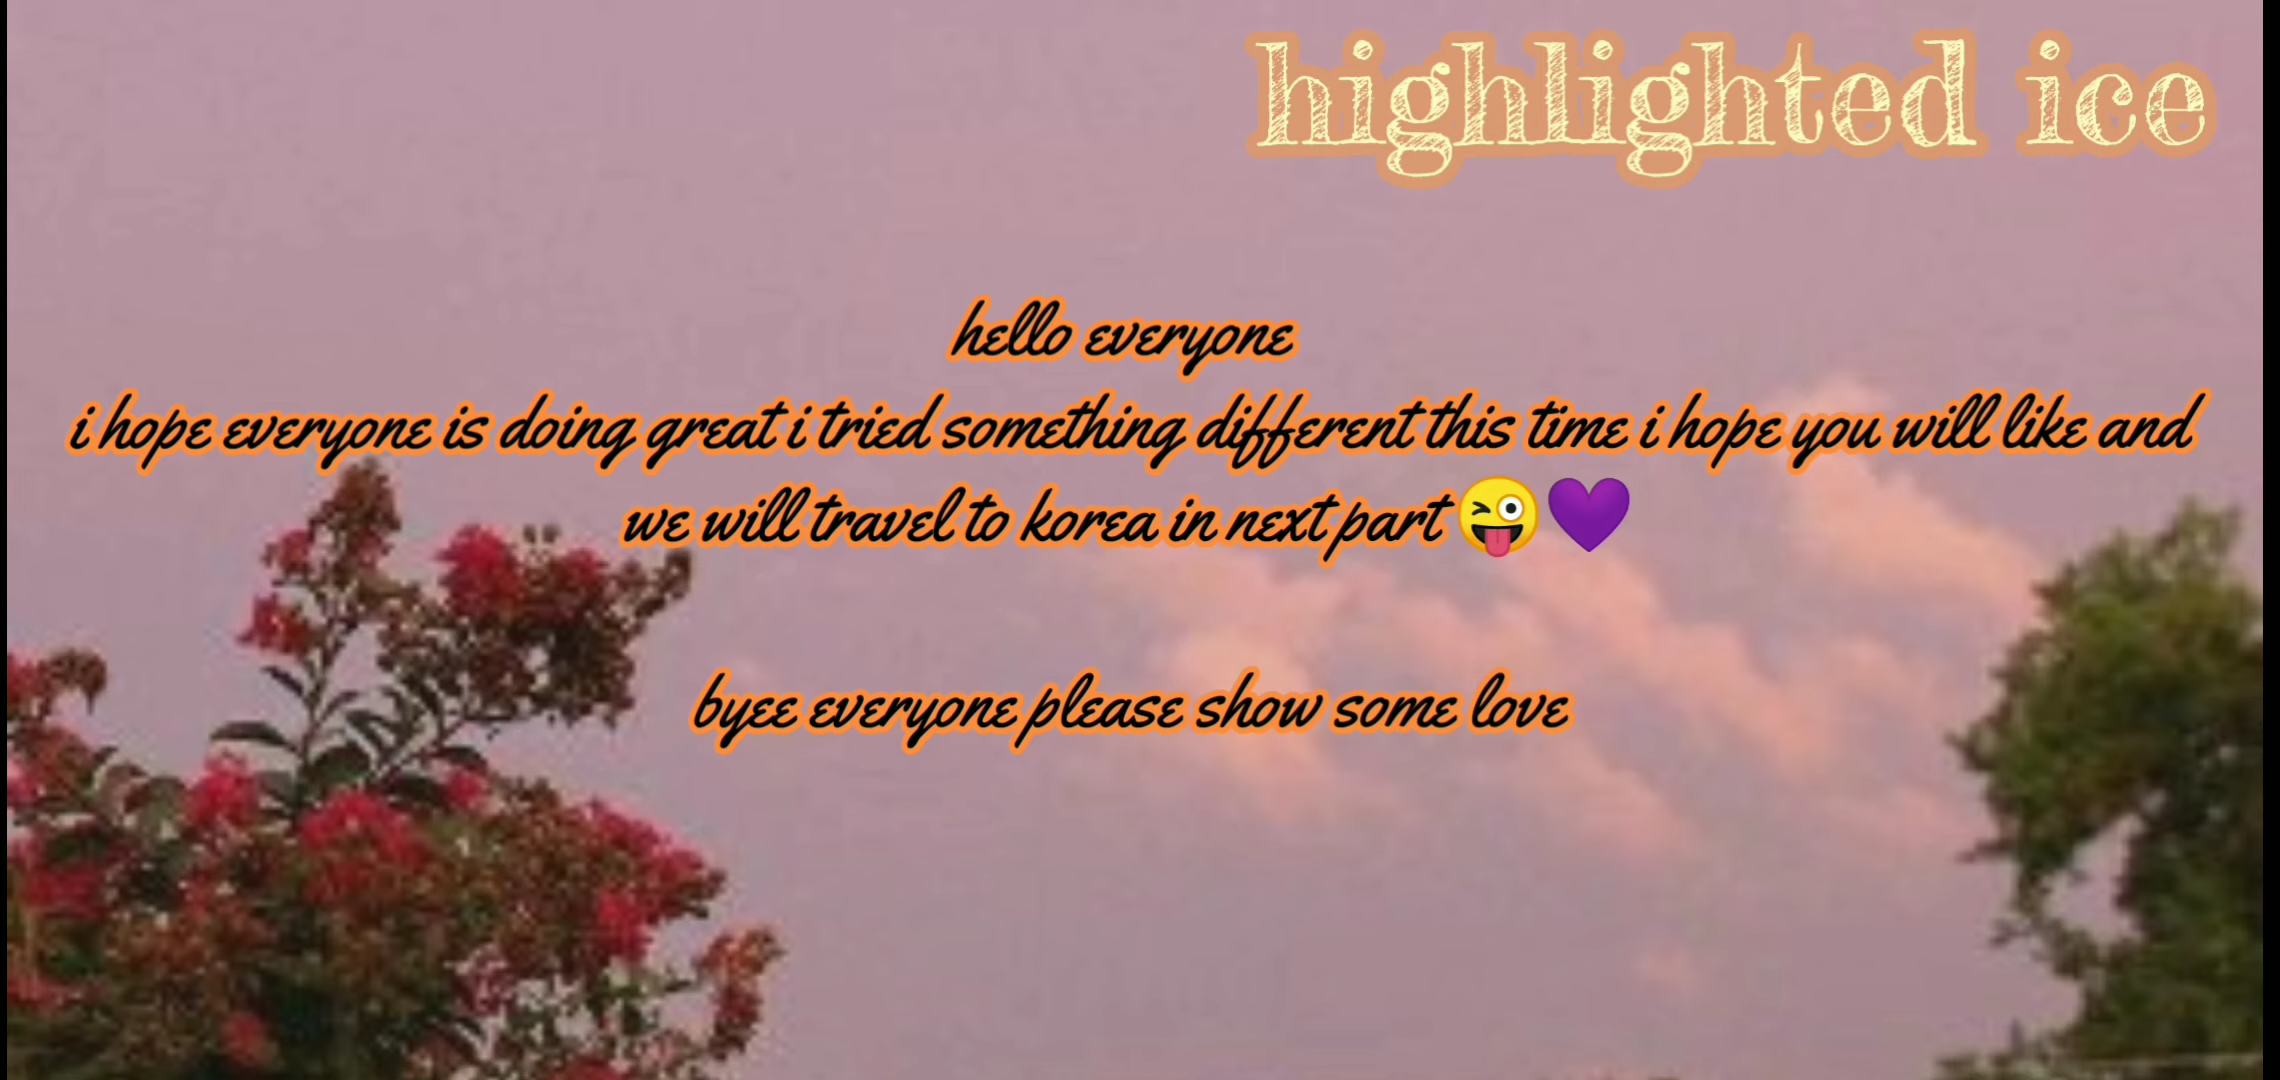 highlighted ice
hello everyone
i hope everyone is doing great i tried something different this time i hope you will like and
we will travel to korea in next part😜💜
byee everyone please show some love